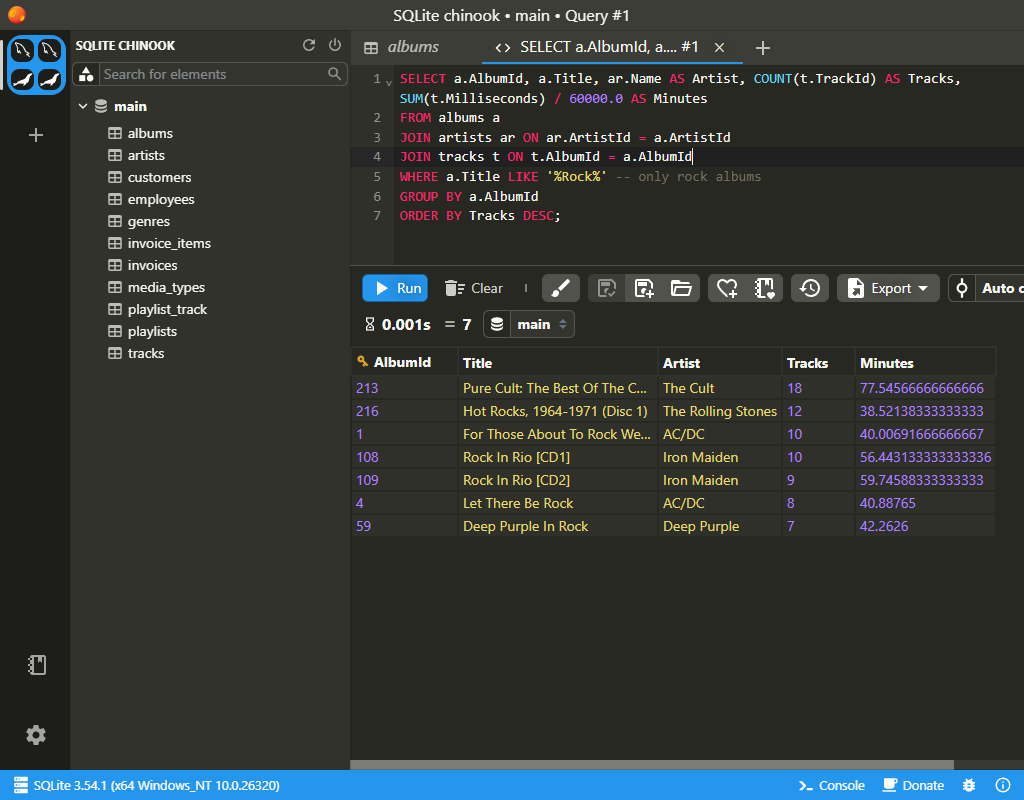 SQLite chinook • main • Query #1
SQLITE CHINOOK
Search for elements
main
albums
artists
customers
employees
genres
invoice_items
invoices
media_types
playlist_track
playlists
tracks
albums
<> SELECT a.AlbumId, a.... #1 ×
1 SELECT a.AlbumId, a.Title, ar.Name AS Artist, COUNT(t.TrackId) AS Tracks,
SUM(t.Milliseconds) / 60000.0 AS Minutes
2 FROM albums a
3 JOIN artists ar ON ar.ArtistId = a.ArtistId
4 JOIN tracks t ON t.AlbumId = a.AlbumId
5 WHERE a.Title LIKE '%Rock%' -- only rock albums
6 GROUP BY a.AlbumId
7 ORDER BY Tracks DESC;
Run Clear Export Auto c
0.001s = 7 main
AlbumId Title Artist Tracks Minutes
213 Pure Cult: The Best Of The C... The Cult 18 77.54566666666666
216 Hot Rocks, 1964-1971 (Disc 1) The Rolling Stones 12 38.52138333333333
1 For Those About To Rock We... AC/DC 10 40.00691666666667
108 Rock In Rio [CD1] Iron Maiden 10 56.443133333333336
109 Rock In Rio [CD2] Iron Maiden 9 59.74588333333333
4 Let There Be Rock AC/DC 8 40.88765
59 Deep Purple In Rock Deep Purple 7 42.2626
SQLite 3.54.1 (x64 Windows_NT 10.0.26320)
Console Donate